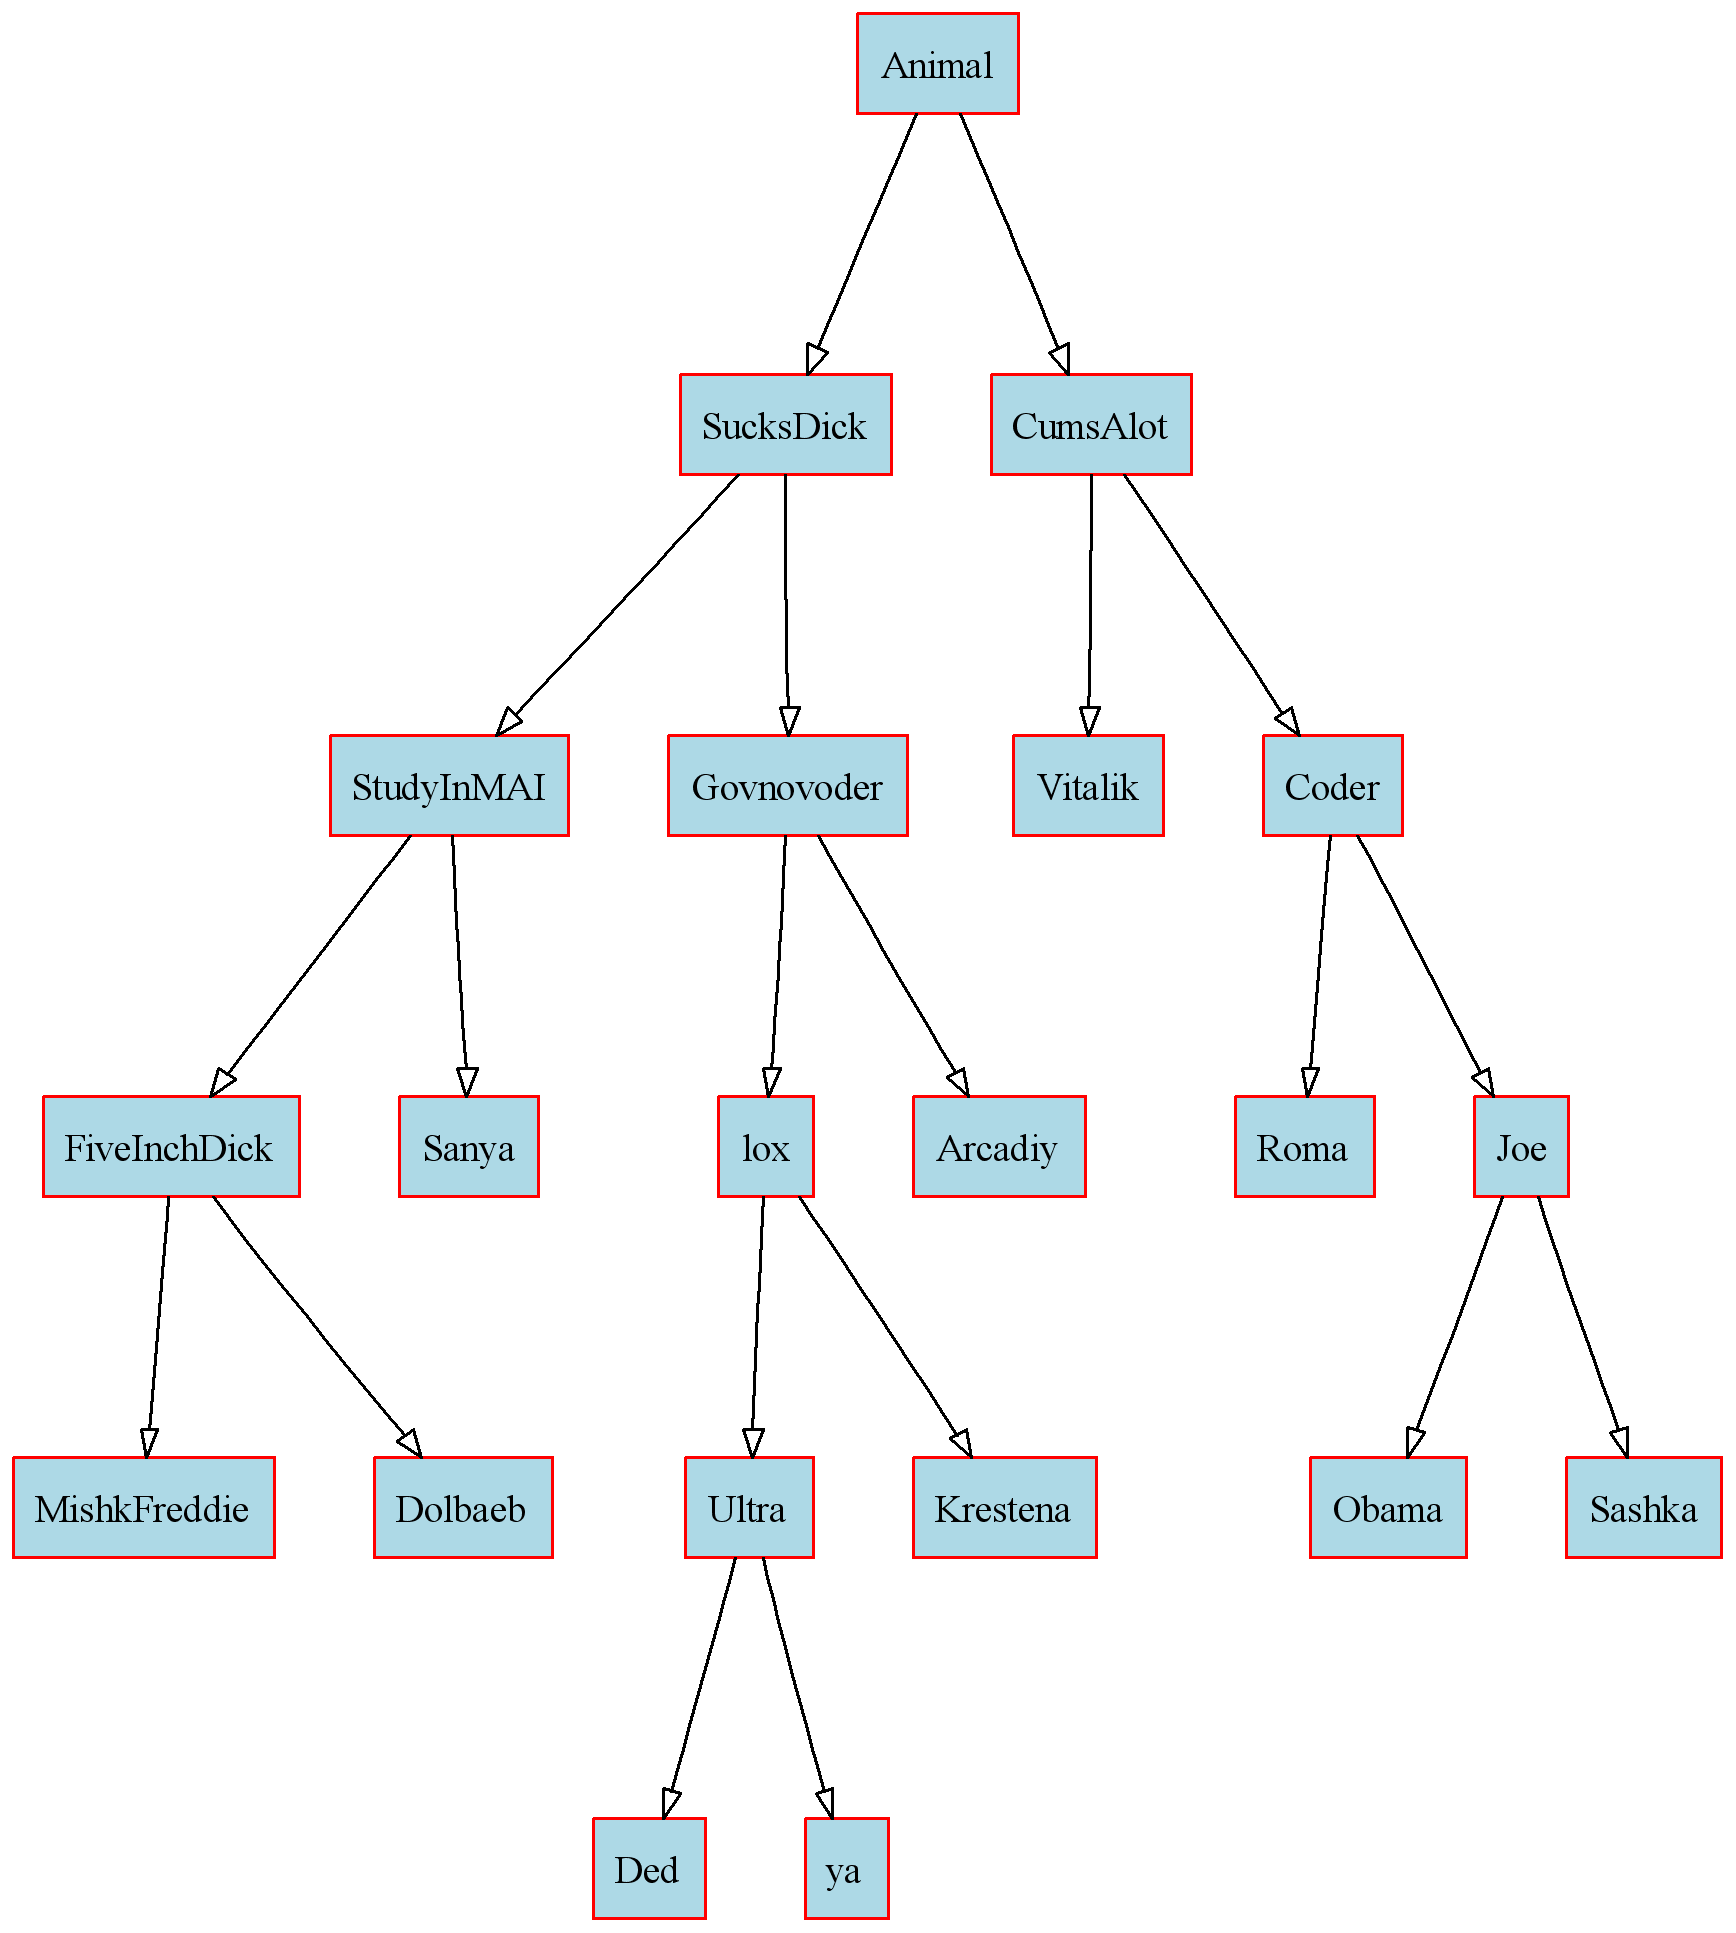 Animal
SucksDick
CumsAlot
StudyInMAI
Govnovoder
Vitalik
Coder
FiveInchDick
Sanya
lox
Arcadiy
Roma
Joe
MishkFreddie
Dolbaeb
Ultra
Krestena
Obama
Sashka
Ded
ya